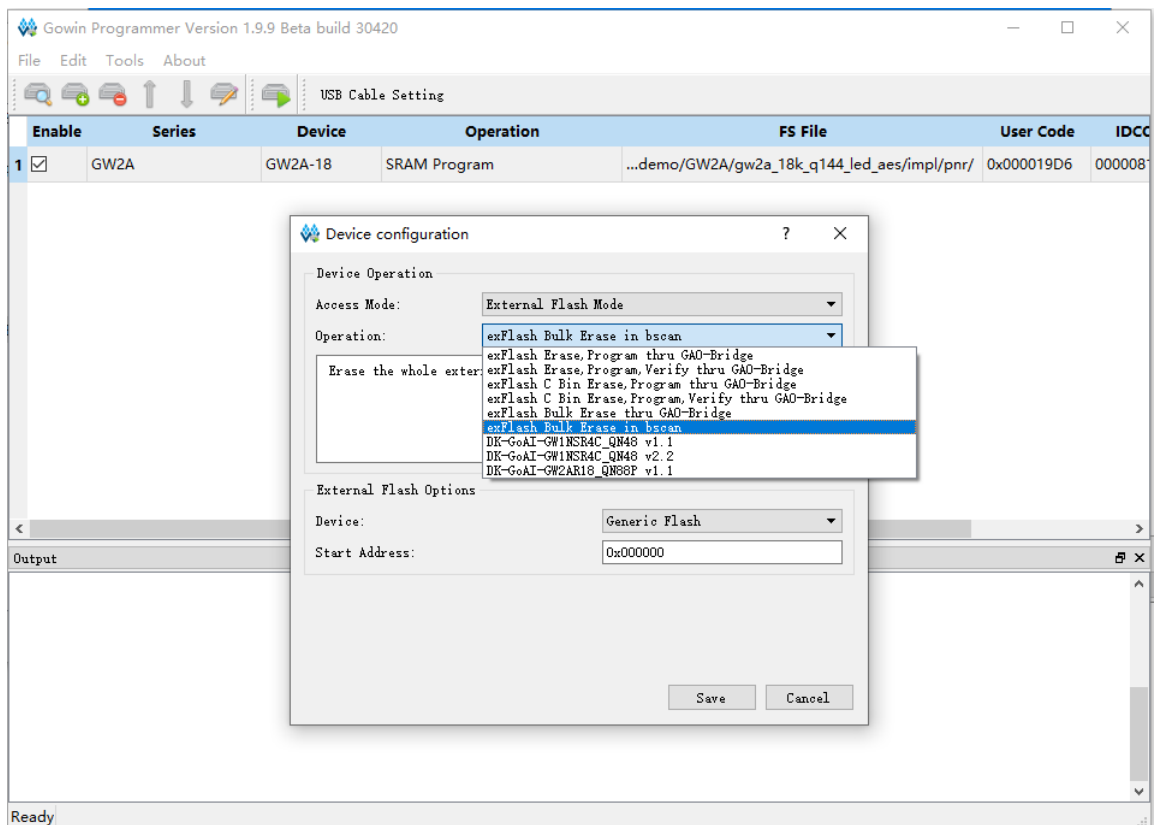 Gowin Programmer Version 1.9.9 Beta build 30420
File Edit Tools About
USB Cable Setting
Enable Series Device Operation FS File User Code IDCO
1 GW2A GW2A-18 SRAM Program ...demo/GW2A/gw2a_18k_q144_led_aes/impl/pnr/ 0x000019D6 0000081
Device configuration ?
Device Operation
Access Mode: External Flash Mode
Operation: exFlash Bulk Erase in bscan
exFlash Erase,Program thru GAO-Bridge
Erase the whole exter
exFlash Erase,Program,Verify thru GAO-Bridge
exFlash C Bin Erase,Program thru GAO-Bridge
exFlash C Bin Erase,Program,Verify thru GAO-Bridge
exFlash Bulk Erase thru GAO-Bridge
exFlash Bulk Erase in bscan
DK-GoAI-GW1NSR4C_QN48 v1.1
DK-GoAI-GW1NSR4C_QN48 v2.2
DK-GoAI-GW2AR18_QN88P v1.1
External Flash Options
Device: Generic Flash
Start Address: 0x000000
Save Cancel
Output
Ready